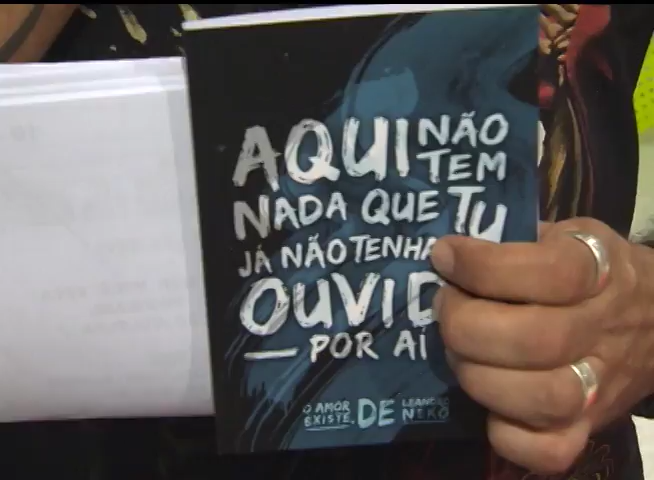 AQUI NÃO TEM
NADA QUE TU
JÁ NÃO TENHA
OUVID
POR AÍ
O AMOR EXISTE, DE LEANDRO NEKO